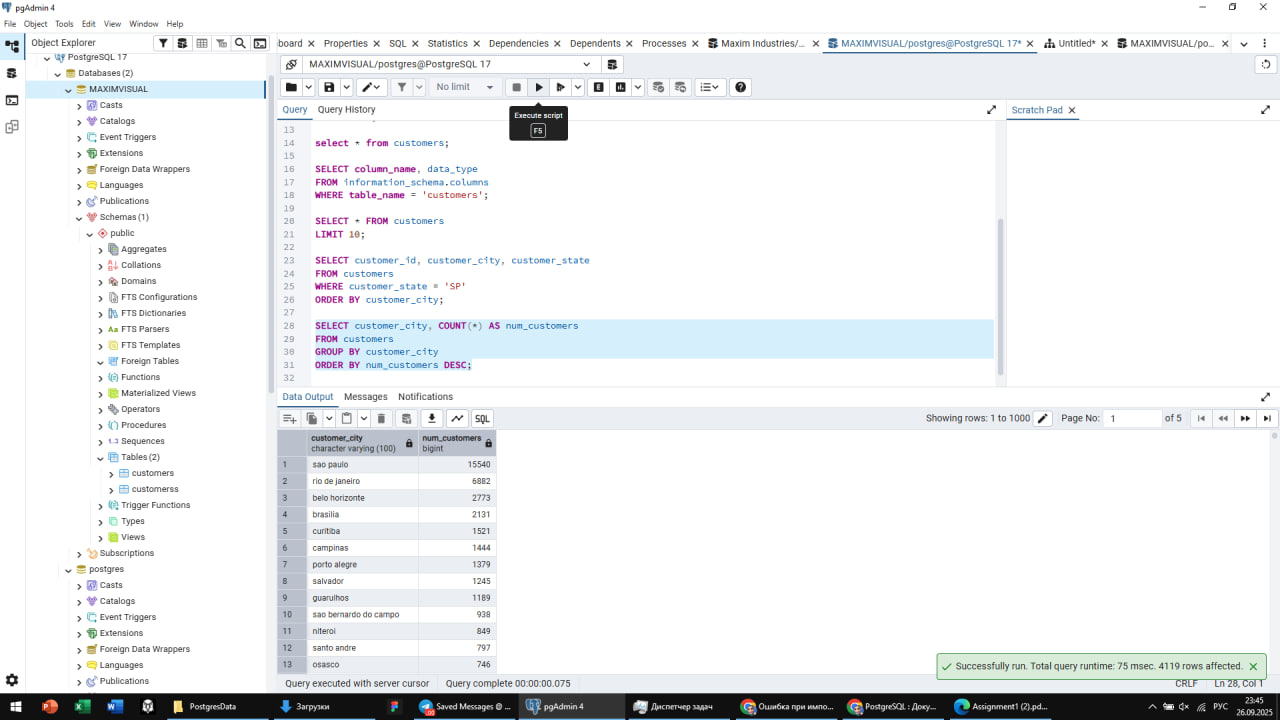 pgAdmin 4
File Object Tools Edit View Window Help
Object Explorer
board Properties SQL Statistics Dependencies Dependents Processes Maxim Industries/... MAXIMVISUAL/postgres@PostgreSQL 17* Untitled* MAXIMVISUAL/po...
MAXIMVISUAL/postgres@PostgreSQL 17
No limit
Execute script
F5
Query Query History
Scratch Pad
PostgreSQL 17
Databases (2)
MAXIMVISUAL
Casts
Catalogs
Event Triggers
Extensions
Foreign Data Wrappers
Languages
Publications
Schemas (1)
public
Aggregates
Collations
Domains
FTS Configurations
FTS Dictionaries
FTS Parsers
FTS Templates
Foreign Tables
Functions
Materialized Views
Operators
Procedures
Sequences
Tables (2)
customers
customerss
Trigger Functions
Types
Views
Subscriptions
postgres
Casts
Catalogs
Event Triggers
Extensions
Foreign Data Wrappers
Languages
Publications
13
14 select * from customers;
15
16 SELECT column_name, data_type
17 FROM information_schema.columns
18 WHERE table_name = 'customers';
19
20 SELECT * FROM customers
21 LIMIT 10;
22
23 SELECT customer_id, customer_city, customer_state
24 FROM customers
25 WHERE customer_state = 'SP'
26 ORDER BY customer_city;
27
28 SELECT customer_city, COUNT(*) AS num_customers
29 FROM customers
30 GROUP BY customer_city
31 ORDER BY num_customers DESC;
32
Data Output Messages Notifications
SQL
Showing rows: 1 to 1000 Page No: 1 of 5
customer_city num_customers
character varying (100) bigint
1 sao paulo 15540
2 rio de janeiro 6882
3 belo horizonte 2773
4 brasilia 2131
5 curitiba 1521
6 campinas 1444
7 porto alegre 1379
8 salvador 1245
9 guarulhos 1189
10 sao bernardo do campo 938
11 niteroi 849
12 santo andre 797
13 osasco 746
Successfully run. Total query runtime: 75 msec. 4119 rows affected.
Query executed with server cursor Query complete 00:00:00.075
CRLF Ln 28, Col 1
PostgresData Загрузки Saved Messages @ ... pgAdmin 4 Диспетчер задач Ошибка при импо... PostgreSQL : Доку... Assignment1 (2).pd...
РУС
23:45
26.09.2025